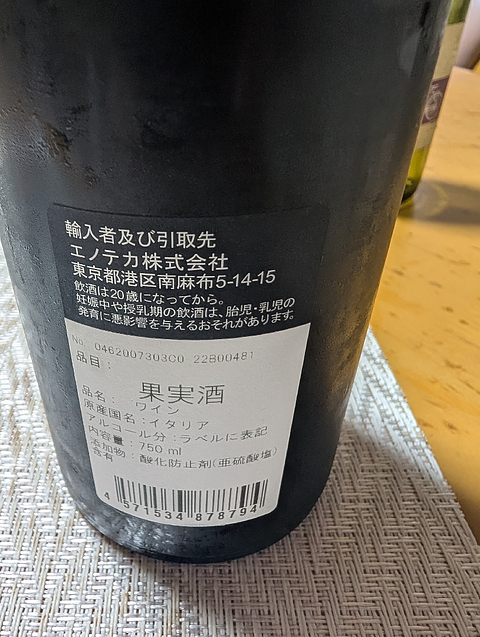 輸入者及び引取先
エノテカ株式会社
東京都港区南麻布5-14-15
飲酒は20歳になってから。
妊娠中や授乳期の飲酒は、胎児・乳児の
発育に悪影響を与えるおそれがあります。
No. 0462007303C0 22B00481
品目: 果実酒
品名: ワイン
原産国名:イタリア
アルコール分:ラベルに表記
内容量:750 ml
添加物:酸化防止剤(亜硫酸塩)
含有
4 571534 878794